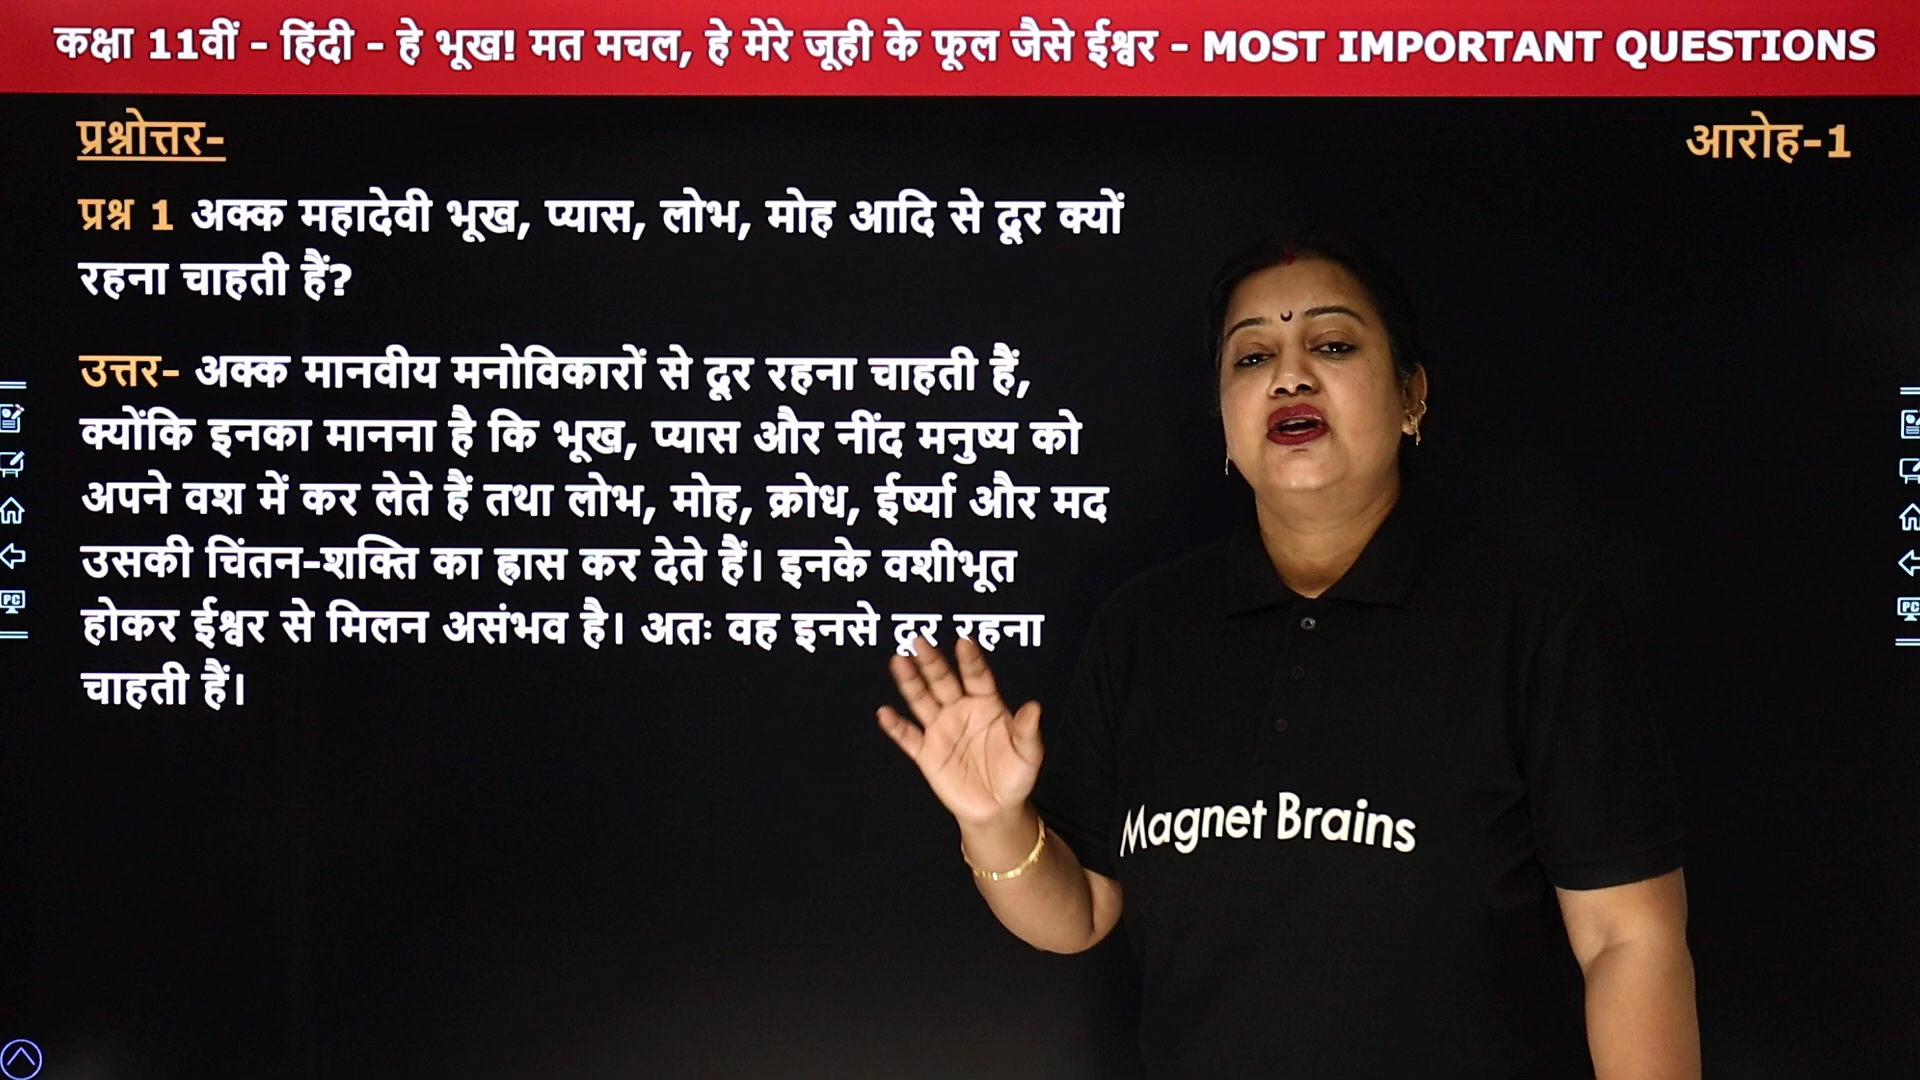 कक्षा 11वीं - हिंदी - हे भूख! मत मचल, हे मेरे जूही के फूल जैसे ईश्वर - MOST IMPORTANT QUESTIONS
प्रश्नोत्तर-
आरोह-1
प्रश्न 1 अक्क महादेवी भूख, प्यास, लोभ, मोह आदि से दूर क्यों
रहना चाहती हैं?
उत्तर- अक्क मानवीय मनोविकारों से दूर रहना चाहती हैं,
क्योंकि इनका मानना है कि भूख, प्यास और नींद मनुष्य को
अपने वश में कर लेते हैं तथा लोभ, मोह, क्रोध, ईर्ष्या और मद
उसकी चिंतन-शक्ति का ह्रास कर देते हैं। इनके वशीभूत
होकर ईश्वर से मिलन असंभव है। अतः वह इनसे दूर रहना
चाहती हैं।
Magnet Brains
PC
PC